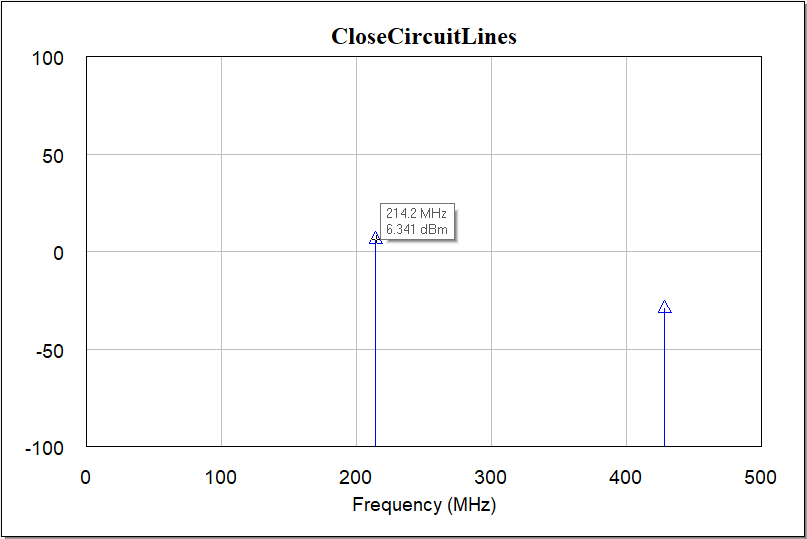 CloseCircuitLines
100
50
0
-50
-100
214.2 MHz
6.341 dBm
0 100 200 300 400 500
Frequency (MHz)